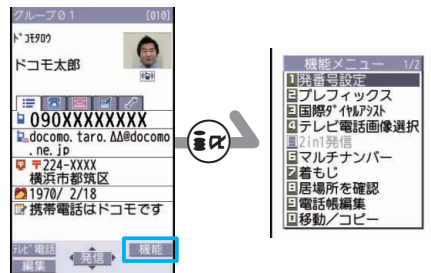 グループ01 [010]
ﾄﾞｺﾓﾀﾛｳ
ドコモ太郎
090XXXXXXXX
docomo.taro.ΔΔ@docomo
.ne.jp
〒224-XXXX
横浜市都筑区
1970/ 2/18
携帯電話はドコモです
ﾃﾚﾋﾞ電話 発信 機能
編集
iα
機能メニュー 1/2
1発番号設定
2プレフィックス
3国際ﾀﾞｲﾔﾙｱｼｽﾄ
4テレビ電話画像選択
52in1発信
6マルチナンバー
7着もじ
8居場所を確認
9電話帳編集
0移動／コピー